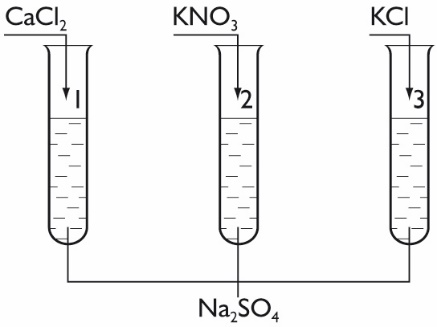 CaCl₂ KNO₃ KCl
1 2 3
Na₂SO₄